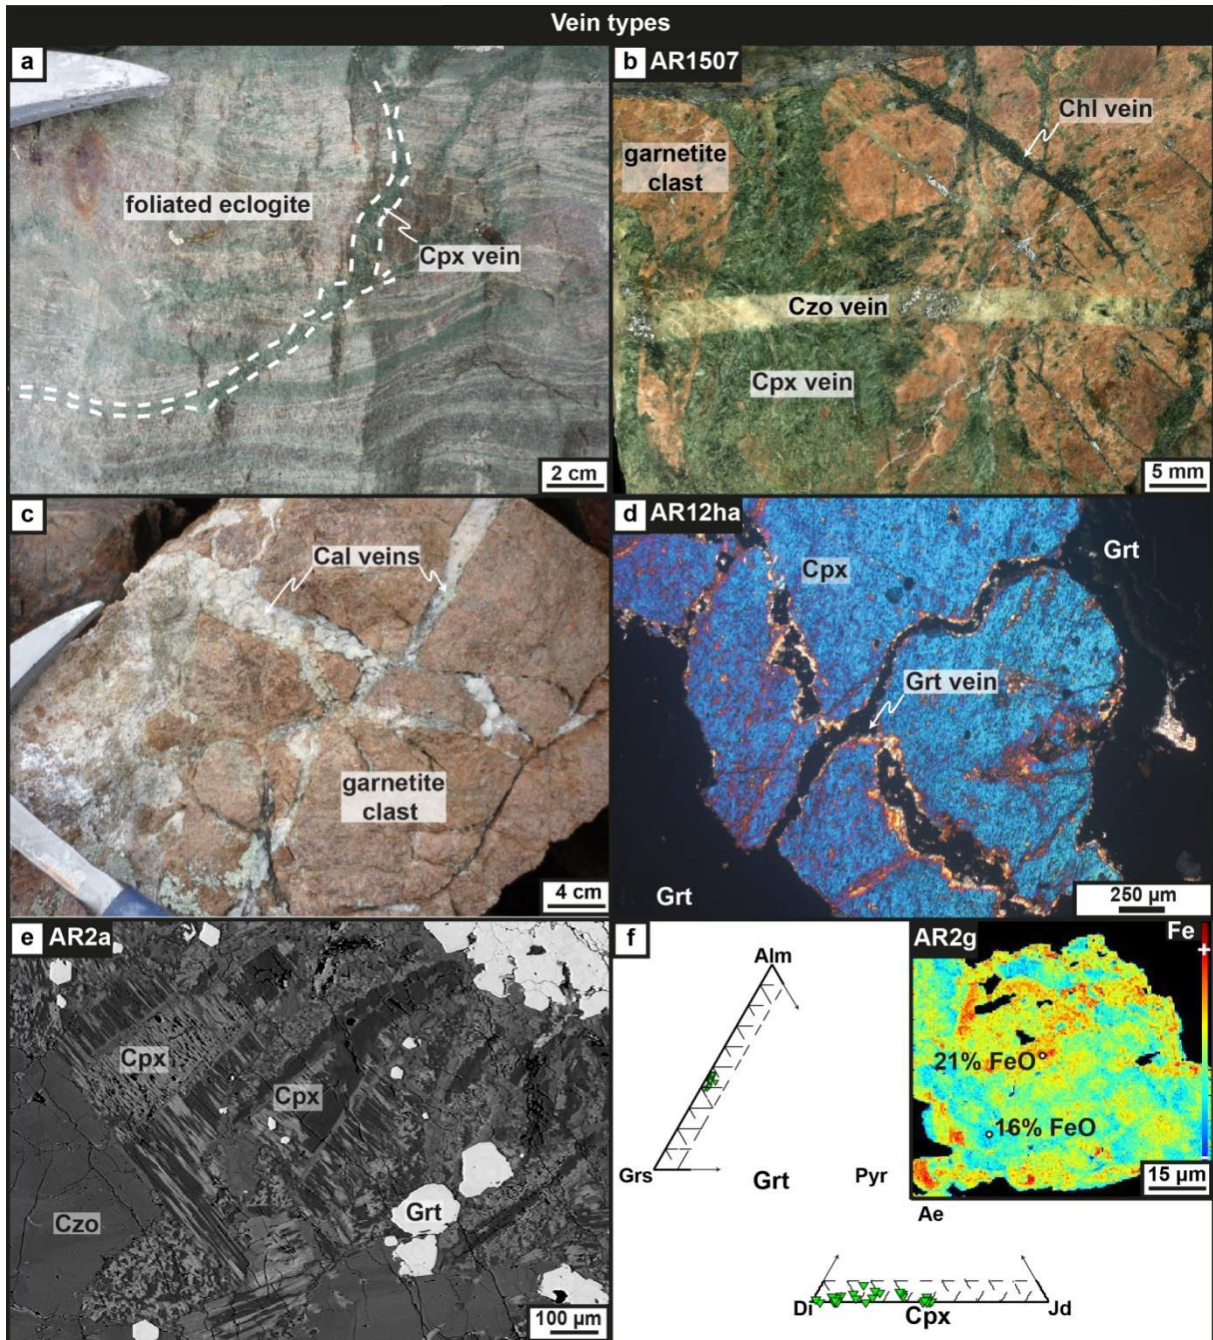 Vein types
a
foliated eclogite
Cpx vein
2 cm
b AR1507
Chl vein
garnetite
clast
Czo vein
Cpx vein
5 mm
c
Cal veins
garnetite
clast
4 cm
d AR12ha
Grt
Cpx
Grt vein
Grt
250 µm
e AR2a
Cpx
Cpx
Grt
Czo
100 µm
f
Alm
Grs
Grt
Pyr
AR2g
Fe
+
21% FeO
16% FeO
15 µm
Ae
Di
Cpx
Jd